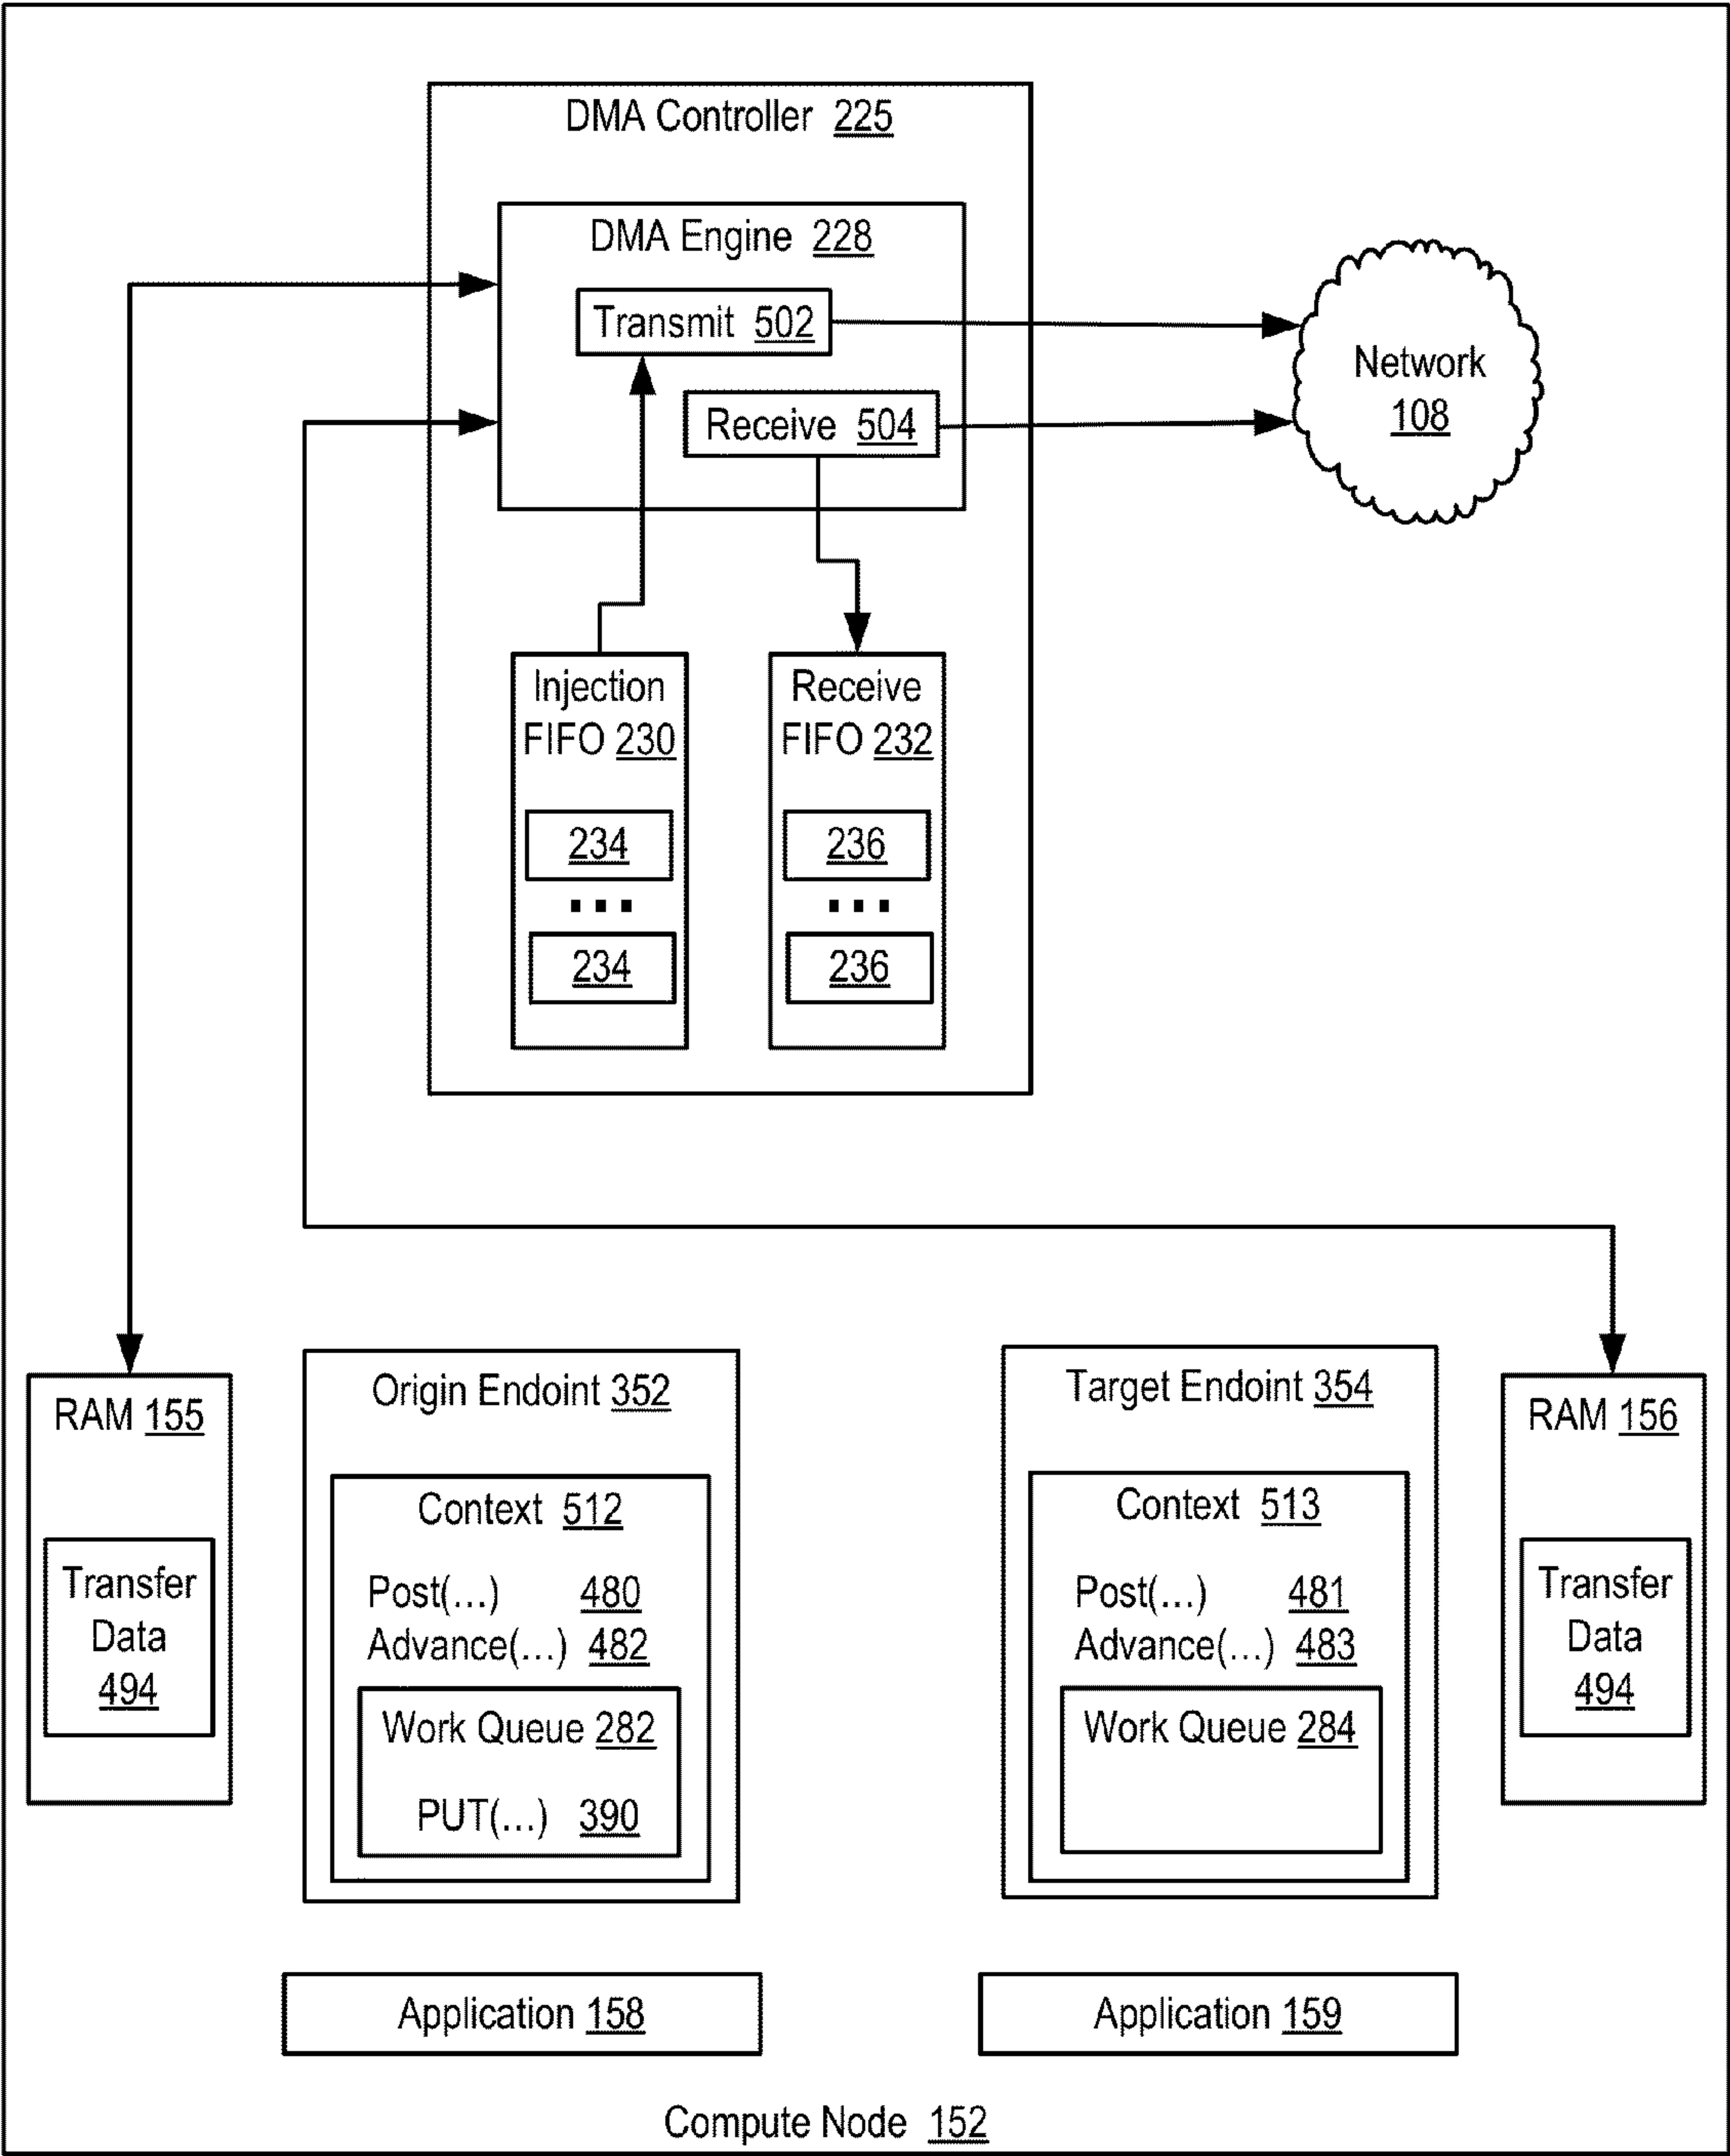 DMA Controller 225
DMA Engine 228
Transmit 502
Receive 504
Network
108
Injection
FIFO 230
234
...
234
Receive
FIFO 232
236
...
236
RAM 155
Transfer
Data
494
Origin Endoint 352
Context 512
Post(...) 480
Advance(...) 482
Work Queue 282
PUT(...) 390
Target Endoint 354
Context 513
Post(...) 481
Advance(...) 483
Work Queue 284
RAM 156
Transfer
Data
494
Application 158
Application 159
Compute Node 152